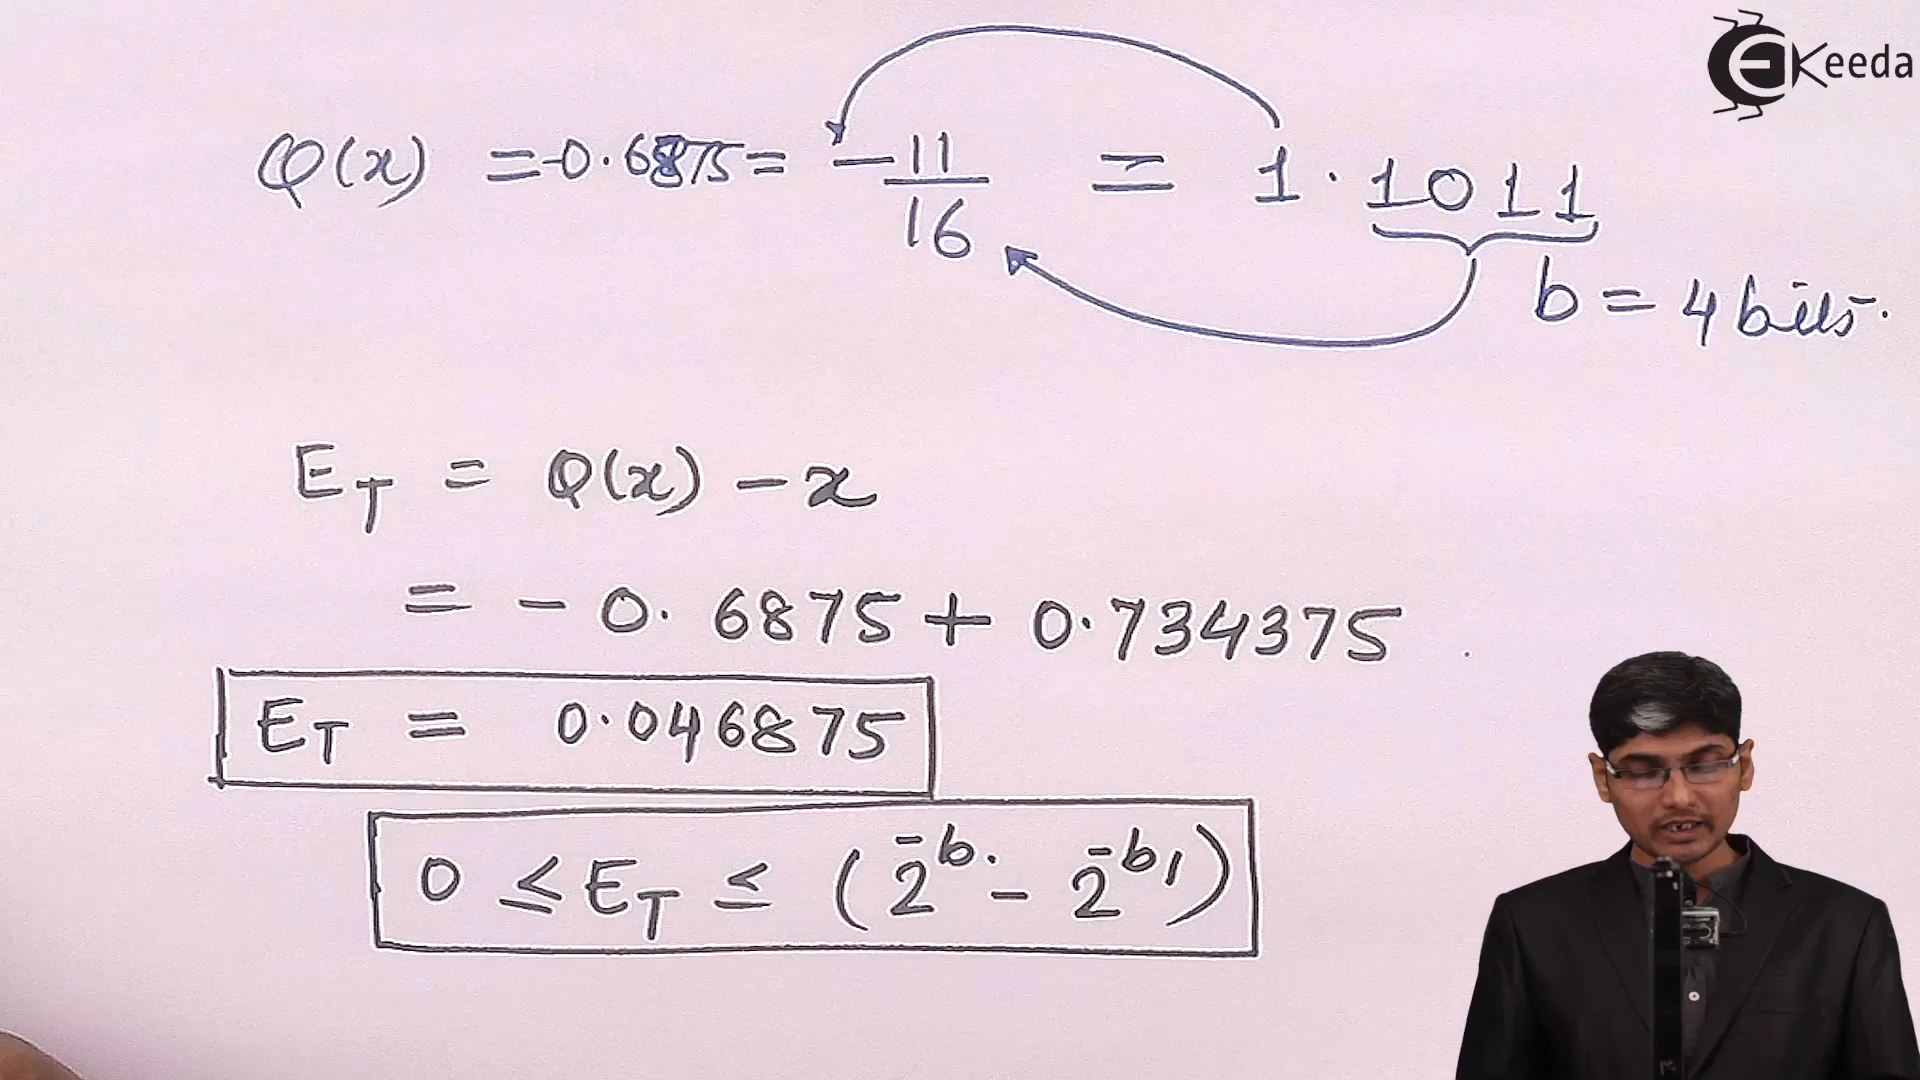 EKeeda
Q(x) = -0.6875 = -11/16 = 1.1011
b = 4 bits.
E_T = Q(x) - x
= - 0.6875 + 0.734375
E_T = 0.046875
0 ≤ E_T ≤ (2^-b - 2^-b1)